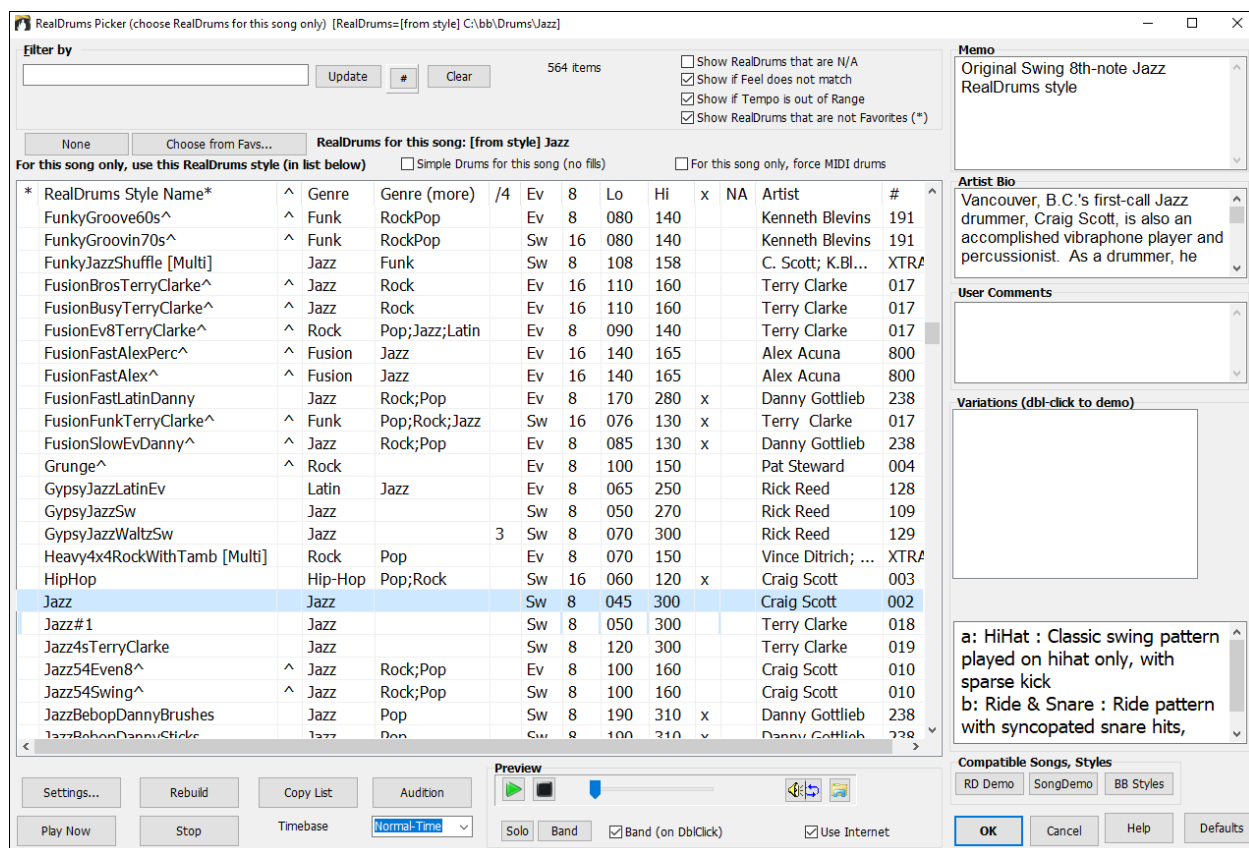 RealDrums Picker (choose RealDrums for this song only) [RealDrums=[from style] C:\bb\Drums\Jazz]
Filter by
Update # Clear
564 items
Show RealDrums that are N/A
Show if Feel does not match
Show if Tempo is out of Range
Show RealDrums that are not Favorites (*)
None Choose from Favs... RealDrums for this song: [from style] Jazz
For this song only, use this RealDrums style (in list below) Simple Drums for this song (no fills) For this song only, force MIDI drums
* RealDrums Style Name* ^ Genre Genre (more) /4 Ev 8 Lo Hi x NA Artist #
FunkyGroove60s^ ^ Funk RockPop Ev 8 080 140 Kenneth Blevins 191
FunkyGroovin70s^ ^ Funk RockPop Sw 16 080 140 Kenneth Blevins 191
FunkyJazzShuffle [Multi] Jazz Funk Sw 8 108 158 C. Scott; K.Bl... XTRA
FusionBrosTerryClarke^ ^ Jazz Rock Ev 16 110 160 Terry Clarke 017
FusionBusyTerryClarke^ ^ Jazz Rock Ev 16 110 160 Terry Clarke 017
FusionEv8TerryClarke^ ^ Rock Pop;Jazz;Latin Ev 8 090 140 Terry Clarke 017
FusionFastAlexPerc^ ^ Fusion Jazz Ev 16 140 165 Alex Acuna 800
FusionFastAlex^ ^ Fusion Jazz Ev 16 140 165 Alex Acuna 800
FusionFastLatinDanny Jazz Rock;Pop Ev 8 170 280 x Danny Gottlieb 238
FusionFunkTerryClarke^ ^ Funk Pop;Rock;Jazz Sw 16 076 130 x Terry Clarke 017
FusionSlowEvDanny^ ^ Jazz Rock;Pop Ev 8 085 130 x Danny Gottlieb 238
Grunge^ ^ Rock Ev 8 100 150 Pat Steward 004
GypsyJazzLatinEv Latin Jazz Ev 8 065 250 Rick Reed 128
GypsyJazzSw Jazz Sw 8 050 270 Rick Reed 109
GypsyJazzWaltzSw Jazz 3 Sw 8 070 300 Rick Reed 129
Heavy4x4RockWithTamb [Multi] Rock Pop Ev 8 070 150 Vince Ditrich; ... XTRA
HipHop Hip-Hop Pop;Rock Sw 16 060 120 x Craig Scott 003
Jazz Jazz Sw 8 045 300 Craig Scott 002
Jazz#1 Jazz Sw 8 050 300 Terry Clarke 018
Jazz4sTerryClarke Jazz Sw 8 120 300 Terry Clarke 019
Jazz54Even8^ ^ Jazz Rock;Pop Ev 8 100 160 Craig Scott 010
Jazz54Swing^ ^ Jazz Rock;Pop Sw 8 100 160 Craig Scott 010
JazzBebopDannyBrushes Jazz Pop Sw 8 190 310 x Danny Gottlieb 238
JazzBebopDannySticks Jazz Pop Sw 8 190 310 x Danny Gottlieb 238
Memo
Original Swing 8th-note Jazz
RealDrums style
Artist Bio
Vancouver, B.C.'s first-call Jazz
drummer, Craig Scott, is also an
accomplished vibraphone player and
percussionist. As a drummer, he
User Comments
Variations (dbl-click to demo)
a: HiHat : Classic swing pattern
played on hihat only, with
sparse kick
b: Ride & Snare : Ride pattern
with syncopated snare hits,
Settings... Rebuild Copy List Audition
Play Now Stop Timebase Normal-Time
Preview
Solo Band Band (on DblClick) Use Internet
Compatible Songs, Styles
RD Demo SongDemo BB Styles
OK Cancel Help Defaults